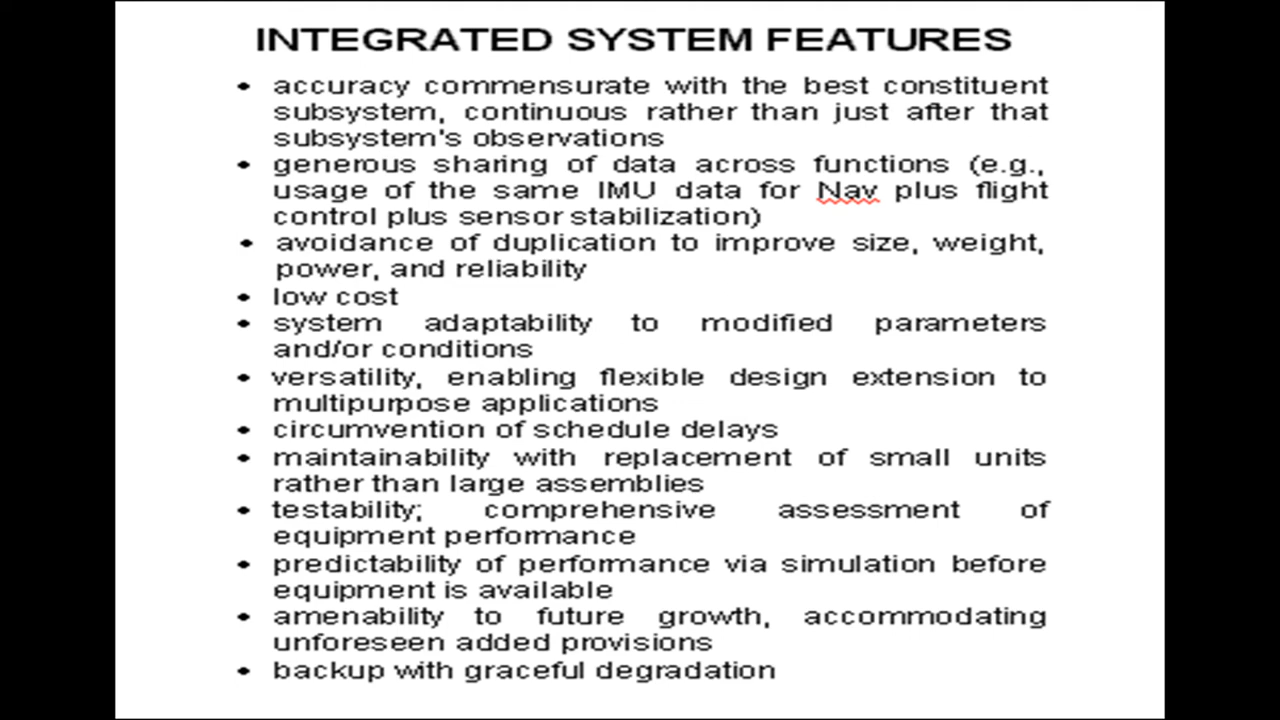 INTEGRATED SYSTEM FEATURES
• accuracy commensurate with the best constituent
subsystem, continuous rather than just after that
subsystem's observations
• generous sharing of data across functions (e.g.,
usage of the same IMU data for Nav plus flight
control plus sensor stabilization)
• avoidance of duplication to improve size, weight,
power, and reliability
• low cost
• system adaptability to modified parameters
and/or conditions
• versatility, enabling flexible design extension to
multipurpose applications
• circumvention of schedule delays
• maintainability with replacement of small units
rather than large assemblies
• testability; comprehensive assessment of
equipment performance
• predictability of performance via simulation before
equipment is available
• amenability to future growth, accommodating
unforeseen added provisions
• backup with graceful degradation